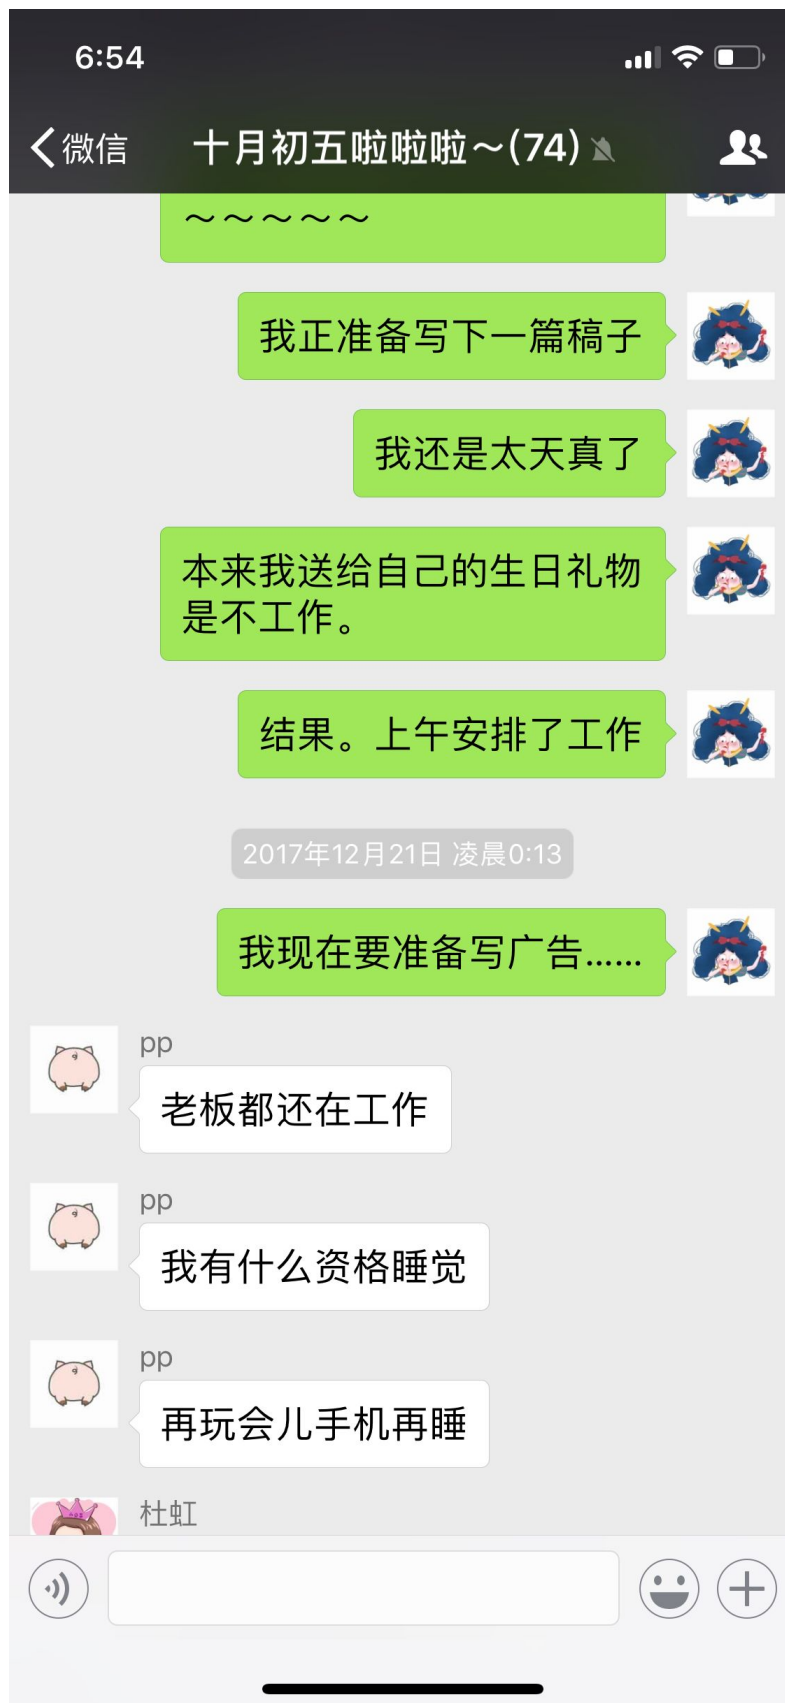 6:54
微信
十月初五啦啦啦～(74)
～～～～～
我正准备写下一篇稿子
我还是太天真了
本来我送给自己的生日礼物
是不工作。
结果。上午安排了工作
2017年12月21日 凌晨0:13
我现在要准备写广告……
pp
老板都还在工作
pp
我有什么资格睡觉
pp
再玩会儿手机再睡
杜虹